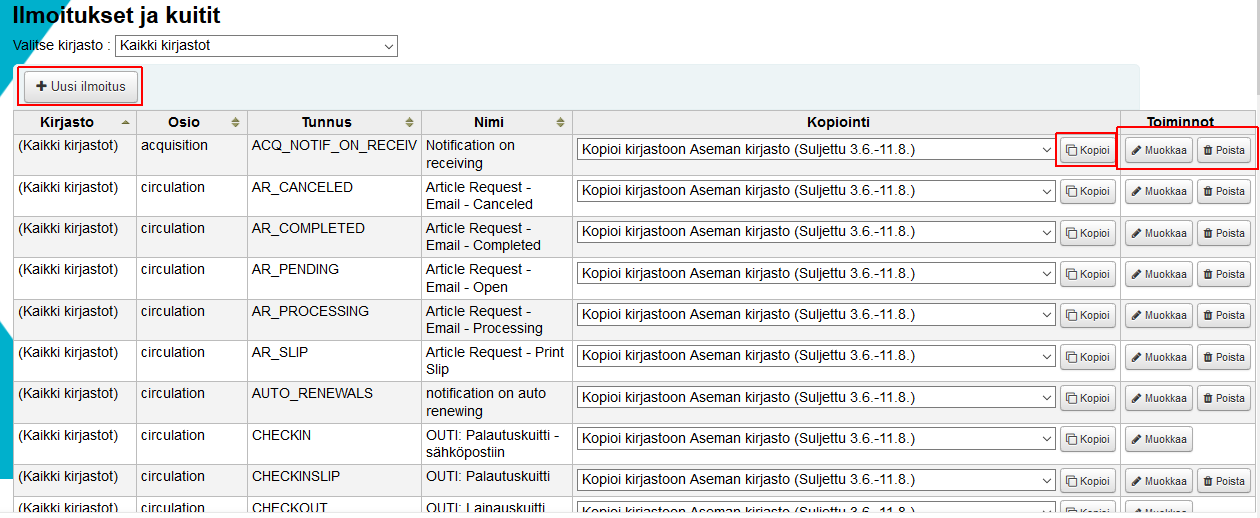 Ilmoitukset ja kuitit
Valitse kirjasto : Kaikki kirjastot
+ Uusi ilmoitus
Kirjasto Osio Tunnus Nimi Kopiointi Toiminnot
(Kaikki kirjastot) acquisition ACQ_NOTIF_ON_RECEIV Notification on Kopioi kirjastoon Aseman kirjasto (Suljettu 3.6.-11.8.) Kopioi Muokkaa Poista
receiving
(Kaikki kirjastot) circulation AR_CANCELED Article Request - Kopioi kirjastoon Aseman kirjasto (Suljettu 3.6.-11.8.) Kopioi Muokkaa Poista
Email - Canceled
(Kaikki kirjastot) circulation AR_COMPLETED Article Request - Kopioi kirjastoon Aseman kirjasto (Suljettu 3.6.-11.8.) Kopioi Muokkaa Poista
Email - Completed
(Kaikki kirjastot) circulation AR_PENDING Article Request - Kopioi kirjastoon Aseman kirjasto (Suljettu 3.6.-11.8.) Kopioi Muokkaa Poista
Email - Open
(Kaikki kirjastot) circulation AR_PROCESSING Article Request - Kopioi kirjastoon Aseman kirjasto (Suljettu 3.6.-11.8.) Kopioi Muokkaa Poista
Email - Processing
(Kaikki kirjastot) circulation AR_SLIP Article Request - Print Kopioi kirjastoon Aseman kirjasto (Suljettu 3.6.-11.8.) Kopioi Muokkaa Poista
Slip
(Kaikki kirjastot) circulation AUTO_RENEWALS notification on auto Kopioi kirjastoon Aseman kirjasto (Suljettu 3.6.-11.8.) Kopioi Muokkaa Poista
renewing
(Kaikki kirjastot) circulation CHECKIN OUTI: Palautuskuitti - Kopioi kirjastoon Aseman kirjasto (Suljettu 3.6.-11.8.) Kopioi Muokkaa
sähköpostiin
(Kaikki kirjastot) circulation CHECKINSLIP OUTI: Palautuskuitti Kopioi kirjastoon Aseman kirjasto (Suljettu 3.6.-11.8.) Kopioi Muokkaa Poista
(Kaikki kirjastot) circulation CHECKOUT OUTI: Lainauskuitti Kopioi kirjastoon Aseman kirjasto (Suljettu 3.6.-11.8.) Kopioi Muokkaa